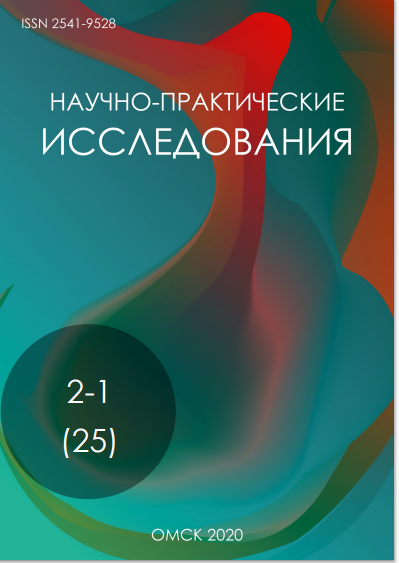 ISSN 2541-9528
НАУЧНО-ПРАКТИЧЕСКИЕ
ИССЛЕДОВАНИЯ
2-1
(25)
ОМСК 2020